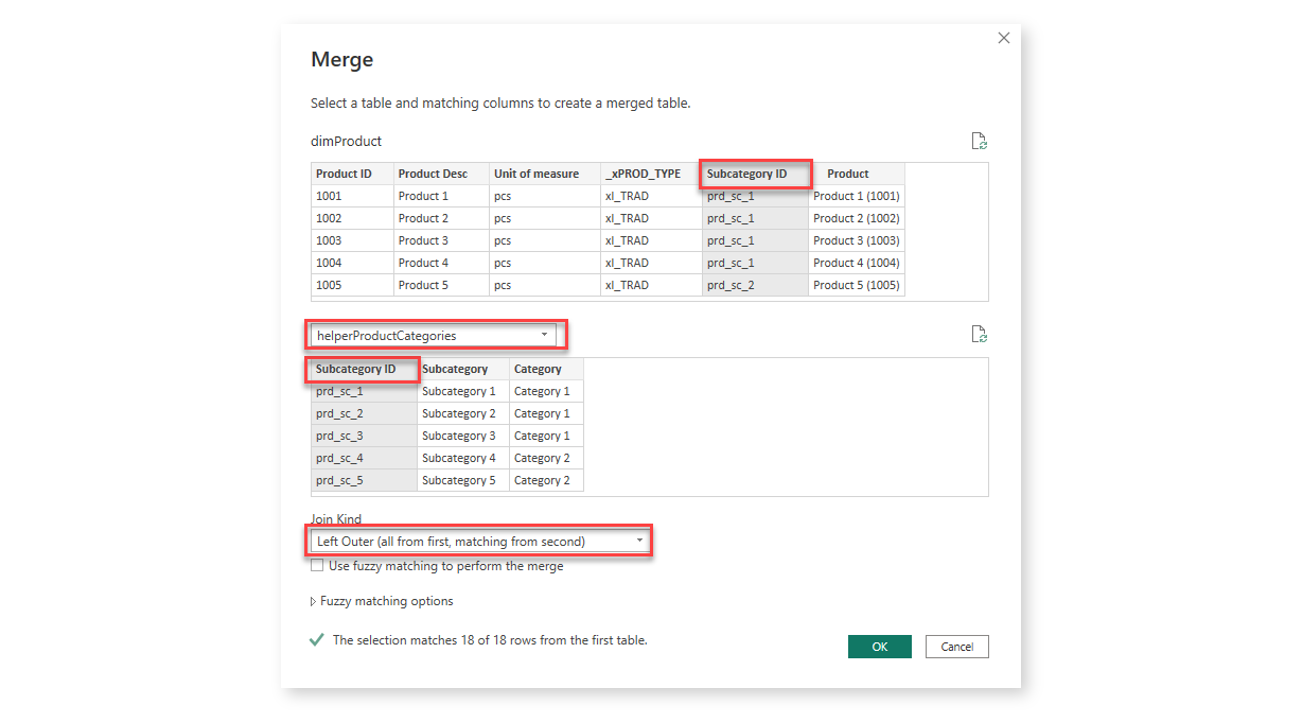 Merge
Select a table and matching columns to create a merged table.
dimProduct
Product ID Product Desc Unit of measure _xPROD_TYPE Subcategory ID Product
1001 Product 1 pcs xl_TRAD prd_sc_1 Product 1 (1001)
1002 Product 2 pcs xl_TRAD prd_sc_1 Product 2 (1002)
1003 Product 3 pcs xl_TRAD prd_sc_1 Product 3 (1003)
1004 Product 4 pcs xl_TRAD prd_sc_1 Product 4 (1004)
1005 Product 5 pcs xl_TRAD prd_sc_2 Product 5 (1005)
helperProductCategories
Subcategory ID Subcategory Category
prd_sc_1 Subcategory 1 Category 1
prd_sc_2 Subcategory 2 Category 1
prd_sc_3 Subcategory 3 Category 1
prd_sc_4 Subcategory 4 Category 2
prd_sc_5 Subcategory 5 Category 2
Join Kind
Left Outer (all from first, matching from second)
Use fuzzy matching to perform the merge
Fuzzy matching options
The selection matches 18 of 18 rows from the first table.
OK Cancel